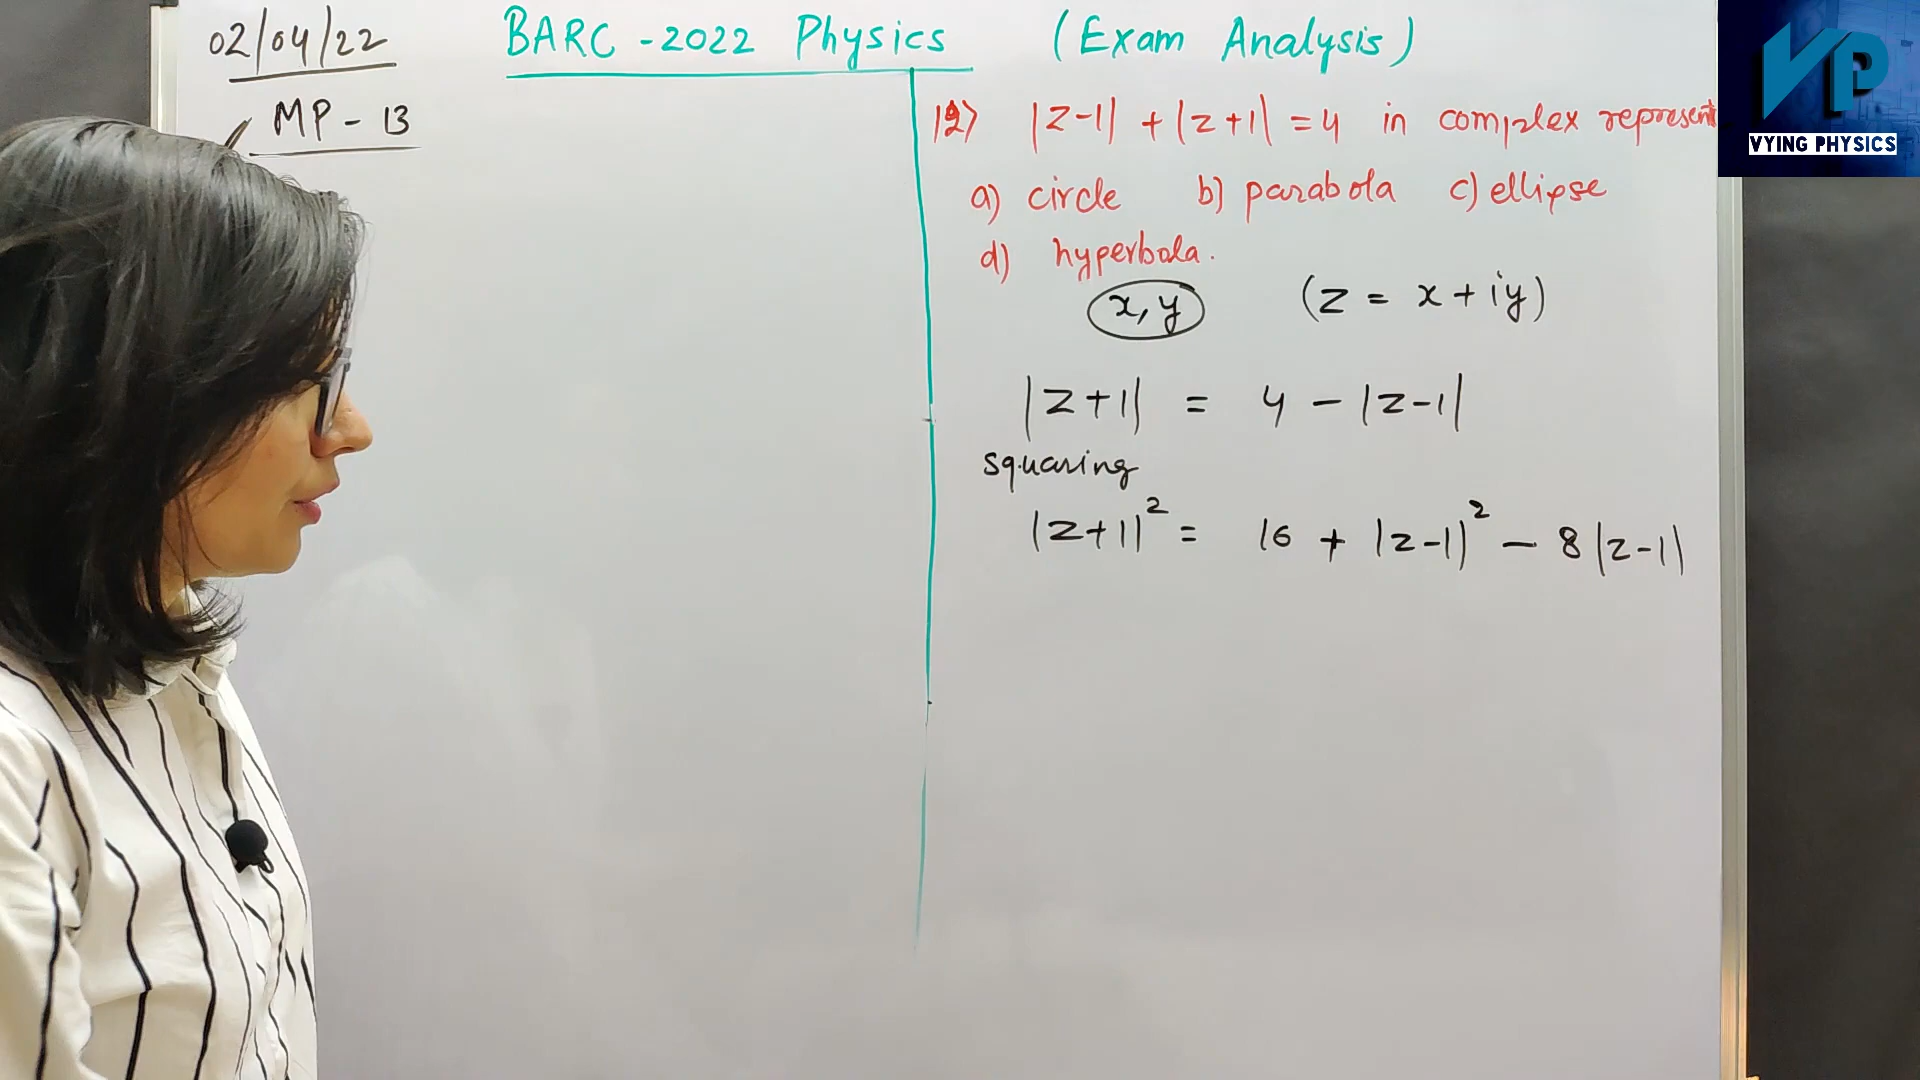 02/04/22
MP - 13
BARC - 2022 Physics (Exam Analysis)
VP
VYING PHYSICS
12) |z-1| + |z+1| = 4 in complex represent
a) circle b) parabola c) ellipse
d) hyperbola.
x, y (z = x + iy)
|z+1| = 4 - |z-1|
squaring
|z+1|² = 16 + |z-1|² - 8|z-1|